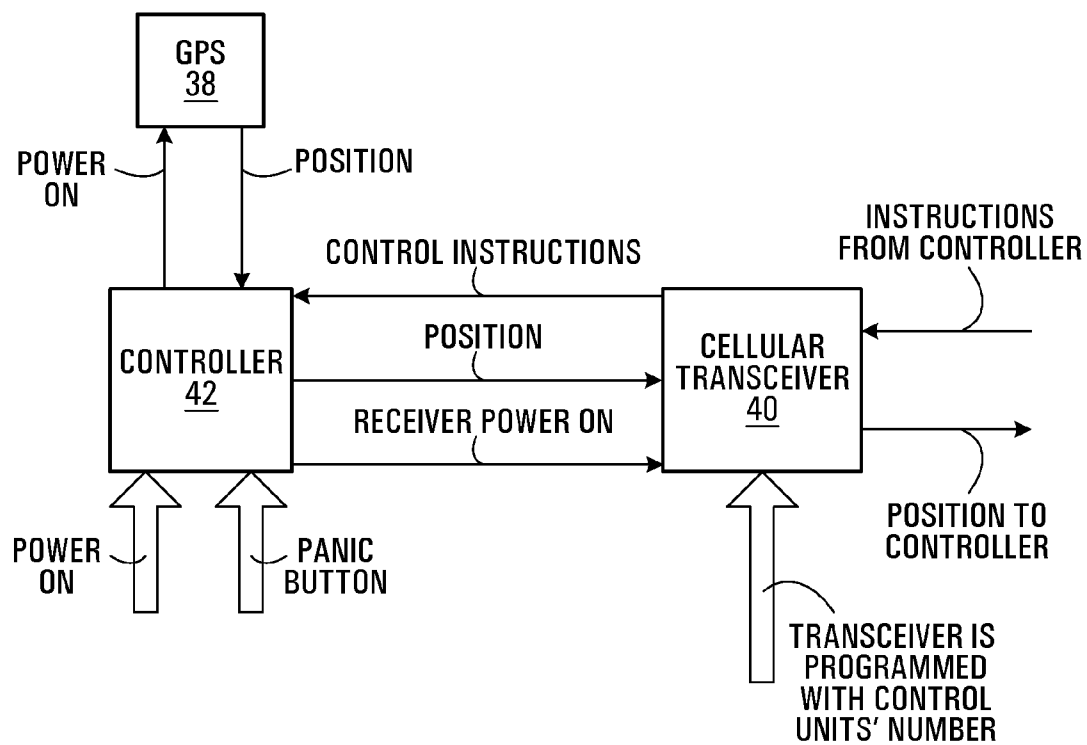 GPS
38
POWER
ON
POSITION
INSTRUCTIONS
FROM CONTROLLER
CONTROL INSTRUCTIONS
CONTROLLER
42
POSITION
CELLULAR
TRANSCEIVER
40
RECEIVER POWER ON
POWER
ON
PANIC
BUTTON
POSITION TO
CONTROLLER
TRANSCEIVER IS
PROGRAMMED
WITH CONTROL
UNITS' NUMBER